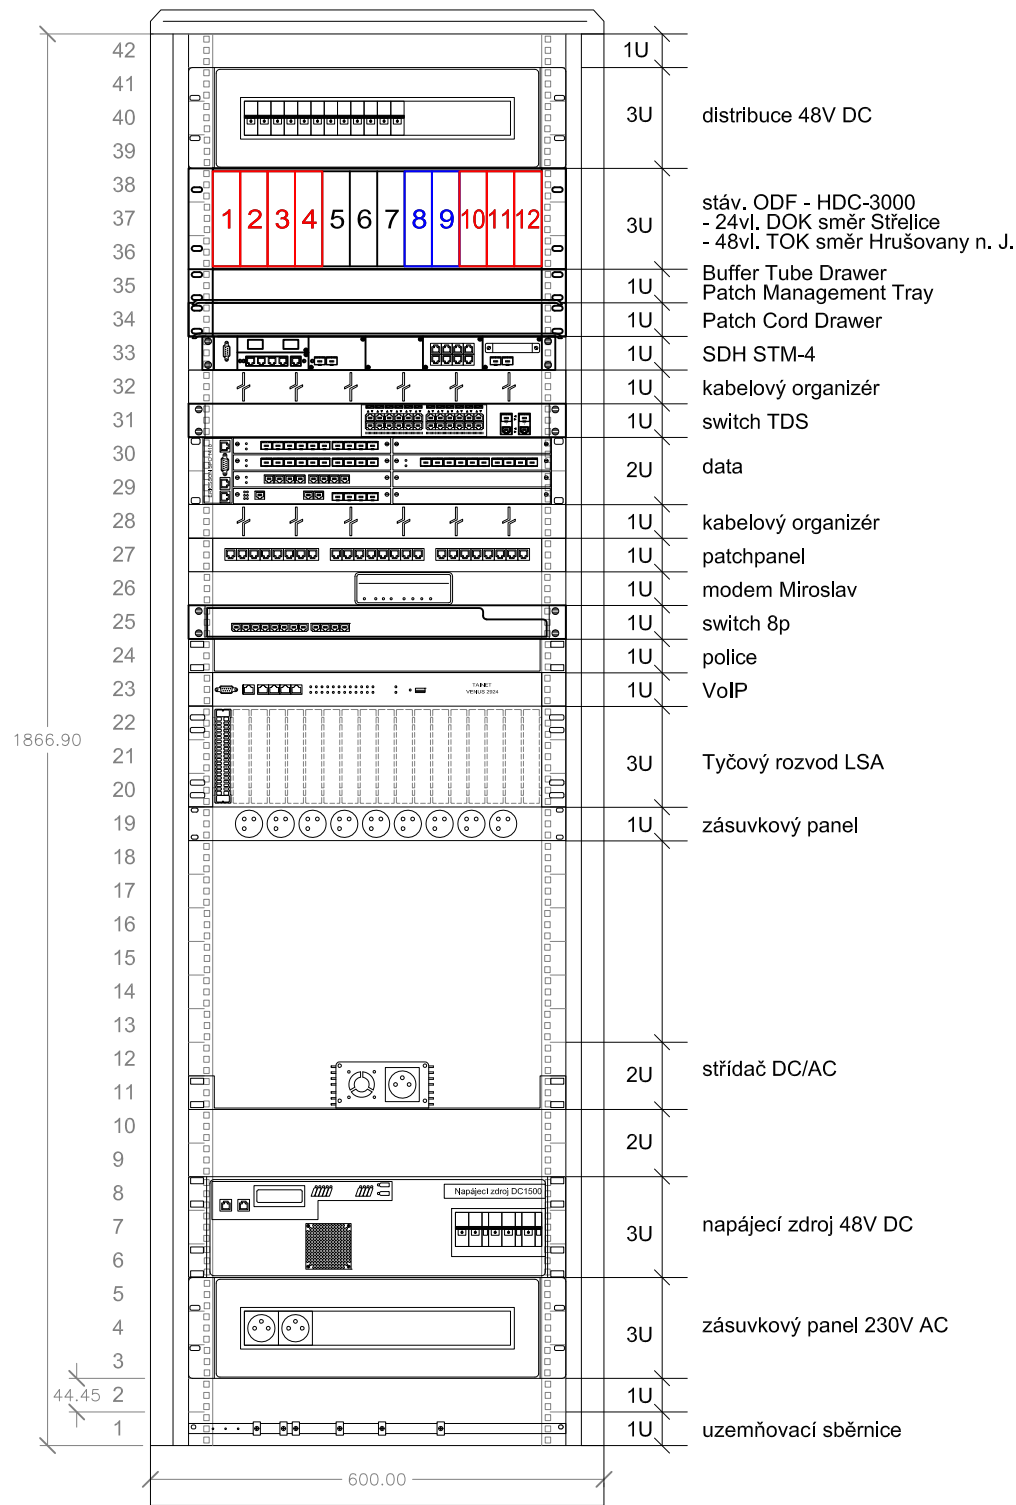 42 1U
41
40 3U distribuce 48V DC
39
38
37 1 2 3 4 5 6 7 8 9 10 11 12 3U stáv. ODF - HDC-3000
- 24vl. DOK směr Střelice
- 48vl. TOK směr Hrušovany n. J.
36
35 1U Buffer Tube Drawer
Patch Management Tray
34 1U Patch Cord Drawer
33 1U SDH STM-4
32 1U kabelový organizér
31 1U switch TDS
30
2U data
29
28 1U kabelový organizér
27 1U patchpanel
26 1U modem Miroslav
25 1U switch 8p
24 1U police
23 TAINET
VENUS 2924 1U VoIP
22
1866.90
21 3U Tyčový rozvod LSA
20
19 1U zásuvkový panel
18
17
16
15
14
13
12
2U střídač DC/AC
11
10
2U
9
8 Napájecí zdroj DC1500
7 3U napájecí zdroj 48V DC
6
5
4 3U zásuvkový panel 230V AC
3
44.45 2 1U
1 1U uzemňovací sběrnice
600.00